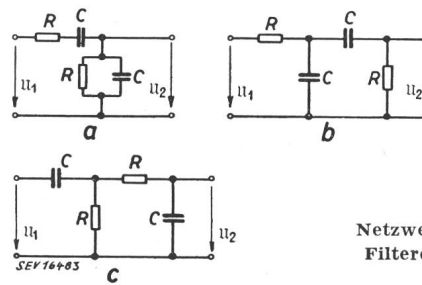 R C
R C
𝔘₁ 𝔘₂
a
R C
C R
𝔘₁ 𝔘₂
b
C R
R C
𝔘₁ 𝔘₂
SEV16483
c
Netzwe
Filter